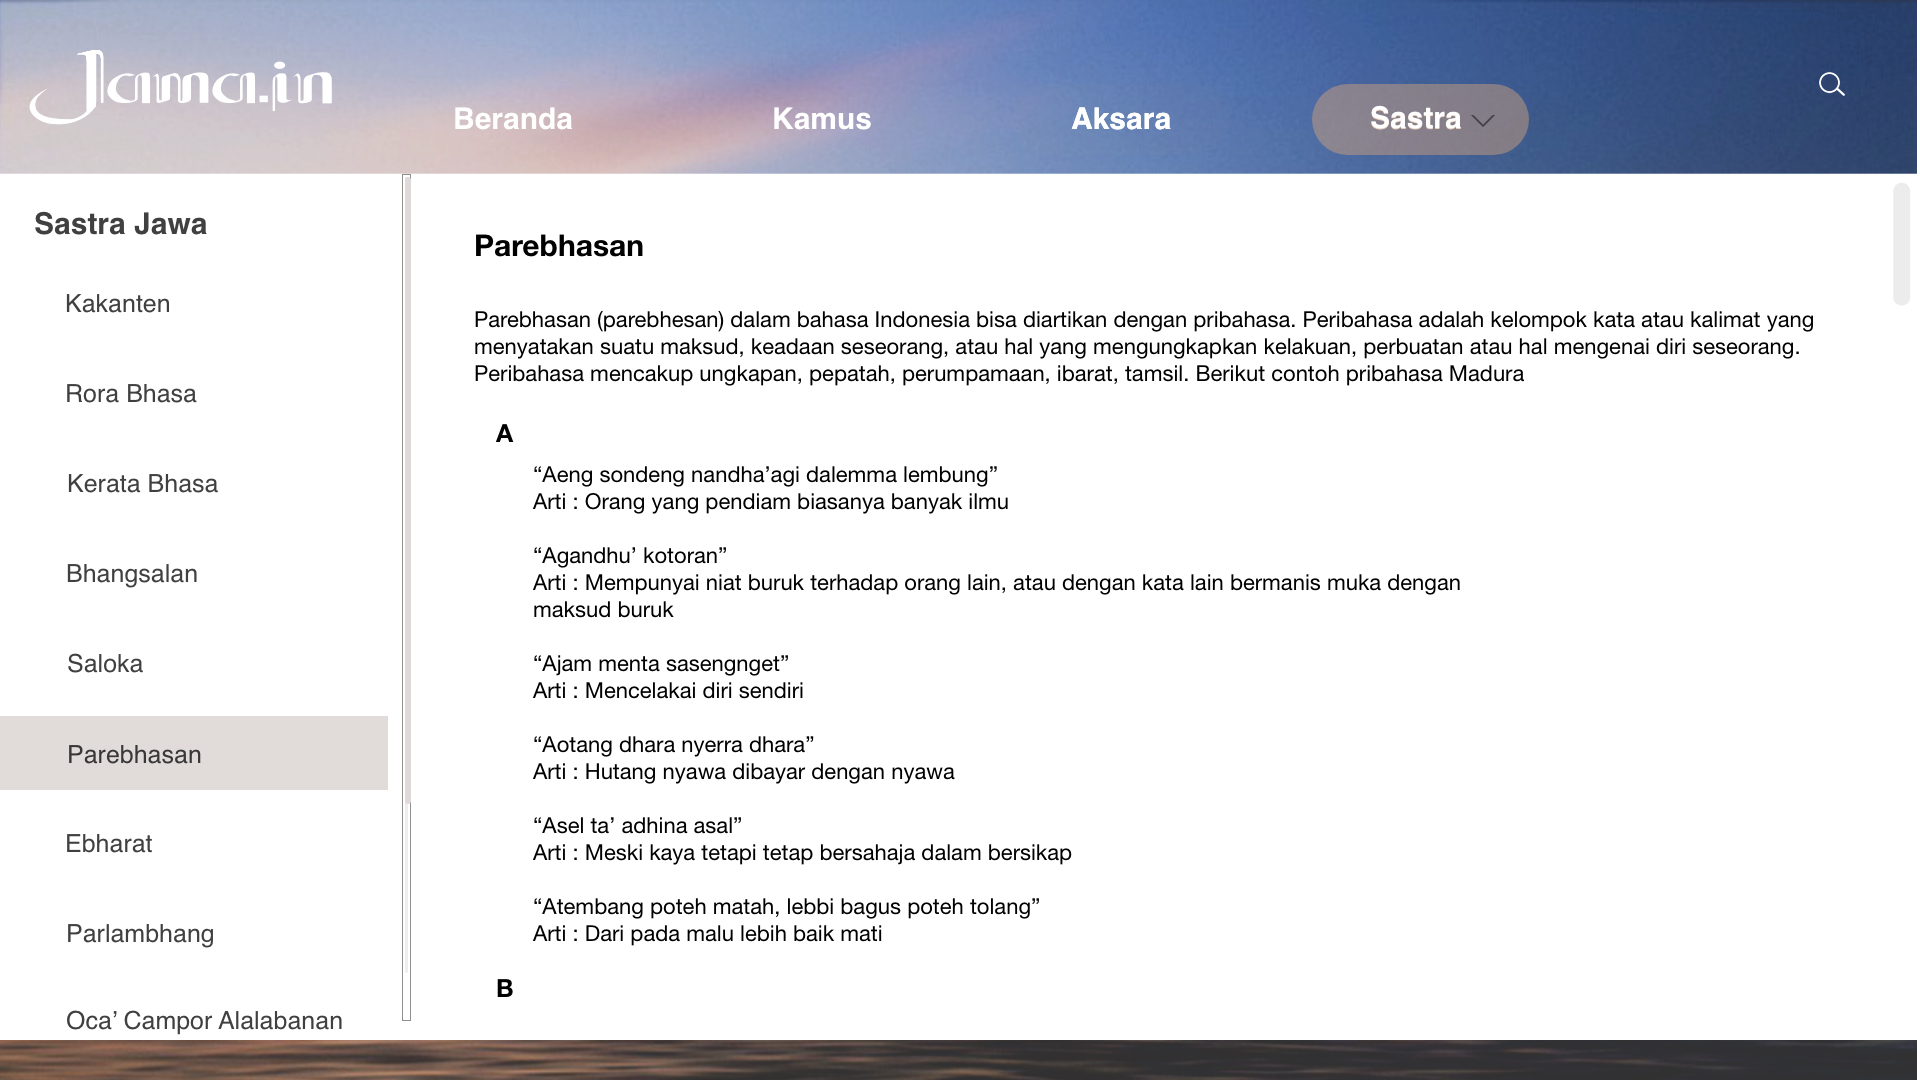 Jama.in
Beranda
Kamus
Aksara
Sastra
Sastra Jawa
Kakanten
Rora Bhasa
Kerata Bhasa
Bhangsalan
Saloka
Parebhasan
Ebharat
Parlambhang
Oca’ Campor Alalabanan
Parebhasan
Parebhasan (parebhesan) dalam bahasa Indonesia bisa diartikan dengan pribahasa. Peribahasa adalah kelompok kata atau kalimat yang
menyatakan suatu maksud, keadaan seseorang, atau hal yang mengungkapkan kelakuan, perbuatan atau hal mengenai diri seseorang.
Peribahasa mencakup ungkapan, pepatah, perumpamaan, ibarat, tamsil. Berikut contoh pribahasa Madura
A
“Aeng sondeng nandha’agi dalemma lembung”
Arti : Orang yang pendiam biasanya banyak ilmu
“Agandhu’ kotoran”
Arti : Mempunyai niat buruk terhadap orang lain, atau dengan kata lain bermanis muka dengan
maksud buruk
“Ajam menta sasengnget”
Arti : Mencelakai diri sendiri
“Aotang dhara nyerra dhara”
Arti : Hutang nyawa dibayar dengan nyawa
“Asel ta’ adhina asal”
Arti : Meski kaya tetapi tetap bersahaja dalam bersikap
“Atembang poteh matah, lebbi bagus poteh tolang”
Arti : Dari pada malu lebih baik mati
B